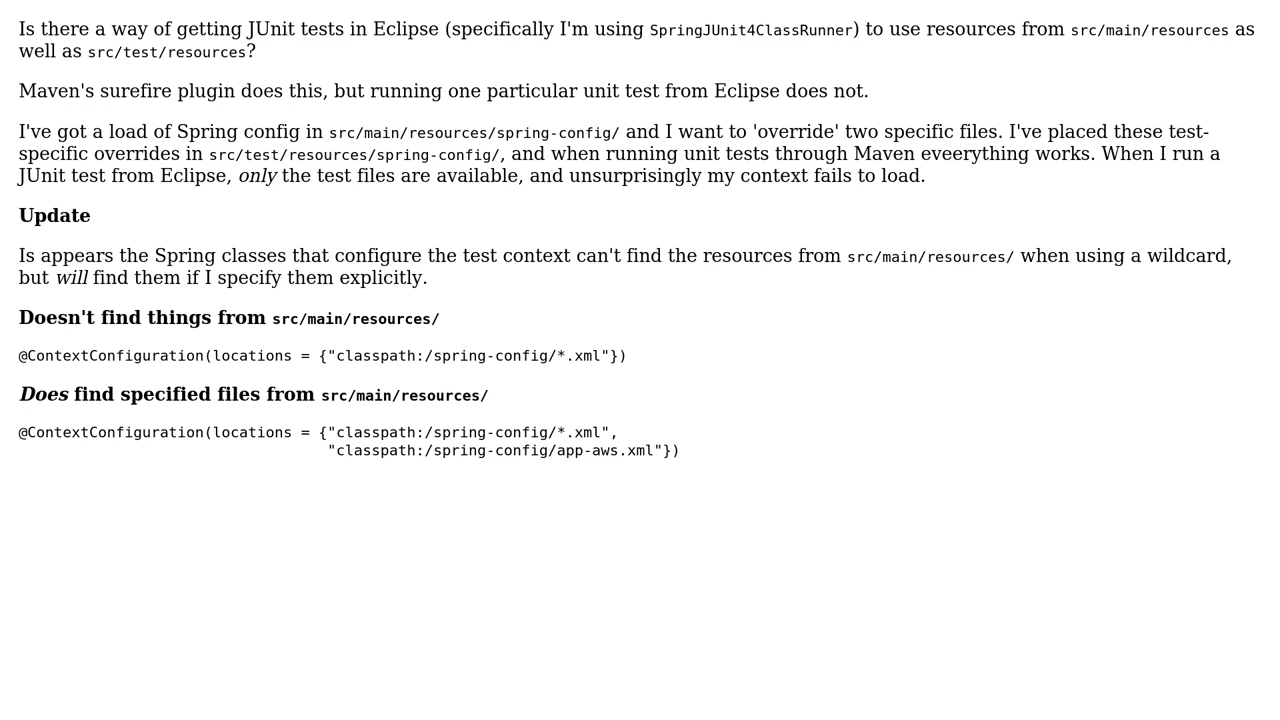 Is there a way of getting JUnit tests in Eclipse (specifically I'm using SpringJUnit4ClassRunner) to use resources from src/main/resources as
well as src/test/resources?
Maven's surefire plugin does this, but running one particular unit test from Eclipse does not.
I've got a load of Spring config in src/main/resources/spring-config/ and I want to 'override' two specific files. I've placed these test-
specific overrides in src/test/resources/spring-config/, and when running unit tests through Maven eveerything works. When I run a
JUnit test from Eclipse, only the test files are available, and unsurprisingly my context fails to load.
Update
Is appears the Spring classes that configure the test context can't find the resources from src/main/resources/ when using a wildcard,
but will find them if I specify them explicitly.
Doesn't find things from src/main/resources/
@ContextConfiguration(locations = {"classpath:/spring-config/*.xml"})
Does find specified files from src/main/resources/
@ContextConfiguration(locations = {"classpath:/spring-config/*.xml",
"classpath:/spring-config/app-aws.xml"})